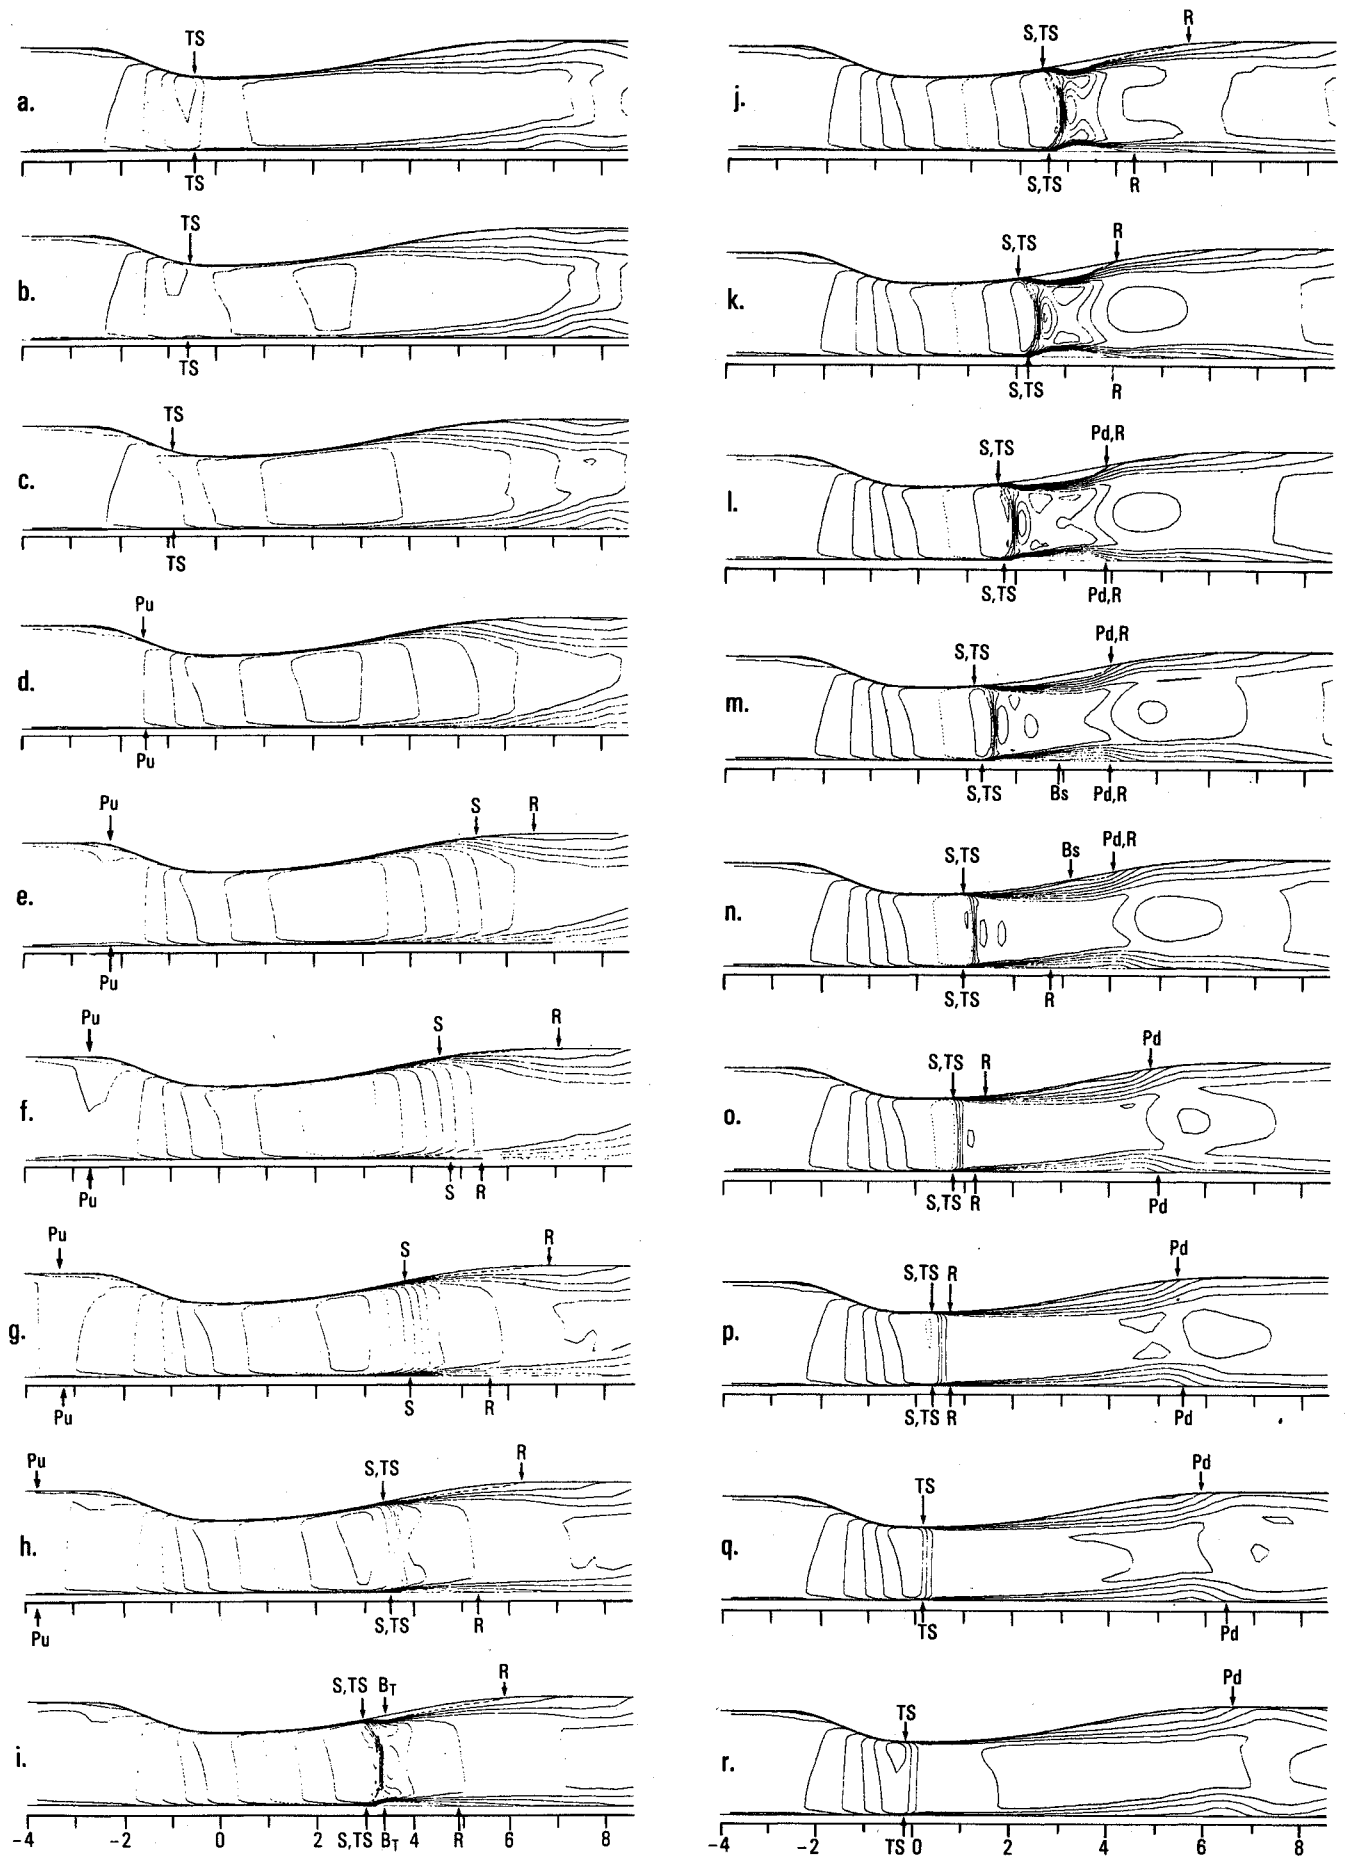 TS
a.
TS
TS
b.
TS
TS
c.
TS
Pu
d.
Pu
Pu S R
e.
Pu
Pu S R
f.
Pu S R
Pu S R
g.
Pu S R
Pu S,TS R
h.
Pu S,TS R
S,TS BT R
i.
-4 -2 0 2 S,TS BT 4 R 6 8
S,TS R
j.
S,TS R
S,TS R
k.
S,TS R
S,TS Pd,R
l.
S,TS Pd,R
S,TS Pd,R
m.
S,TS Bs Pd,R
S,TS Bs Pd,R
n.
S,TS R
S,TS R Pd
o.
S,TS R Pd
S,TS R Pd
p.
S,TS R Pd
TS Pd
q.
TS Pd
TS Pd
r.
-4 -2 TS 0 2 4 6 8